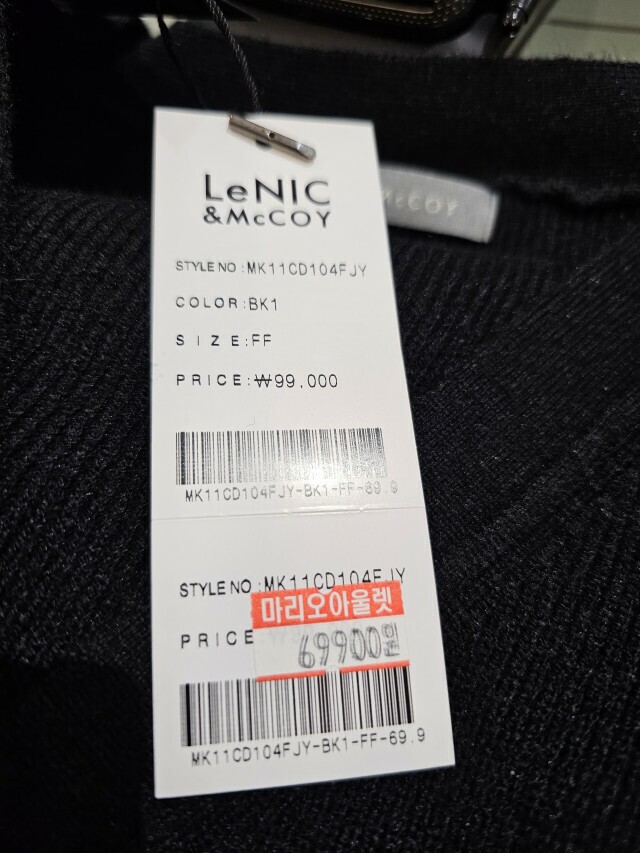 LeNIC
&McCOY
McCOY
STYLE NO :MK11CD104FJY
COLOR:BK1
SIZE:FF
PRICE:₩99,000
MK11CD104FJY-BK1-FF-69.9
STYLE NO :MK11CD104FJY
마리오아울렛
PRICE
69900원
MK11CD104FJY-BK1-FF-69.9